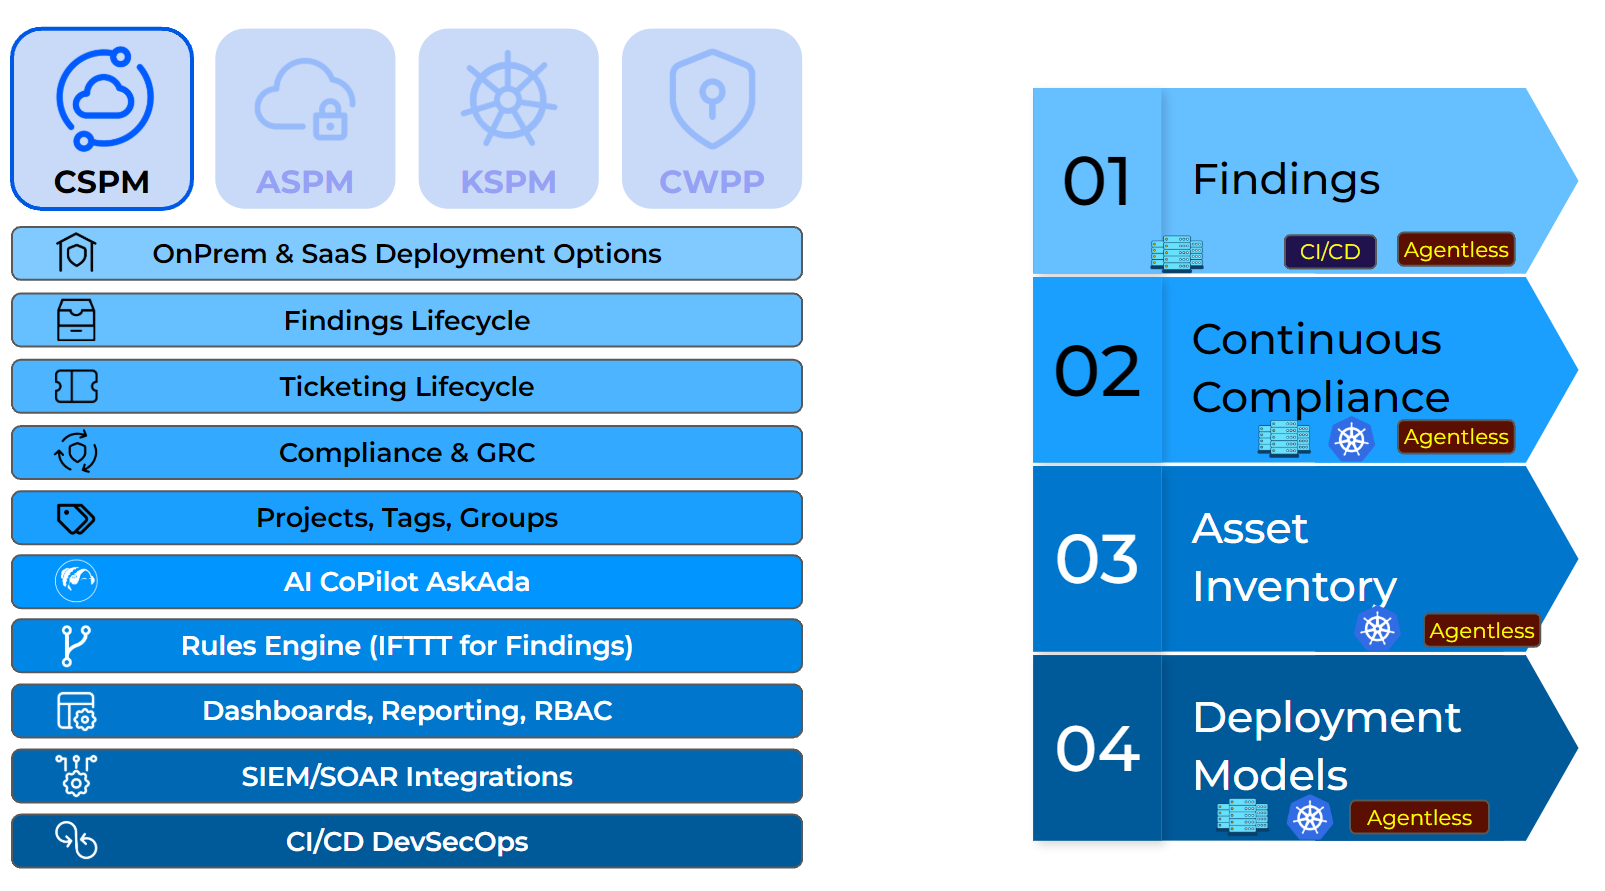 CSPM
ASPM
KSPM
CWPP
OnPrem & SaaS Deployment Options
Findings Lifecycle
Ticketing Lifecycle
Compliance & GRC
Projects, Tags, Groups
AI CoPilot AskAda
Rules Engine (IFTTT for Findings)
Dashboards, Reporting, RBAC
SIEM/SOAR Integrations
CI/CD DevSecOps
01
Findings
CI/CD
Agentless
02
Continuous
Compliance
Agentless
03
Asset
Inventory
Agentless
04
Deployment
Models
Agentless